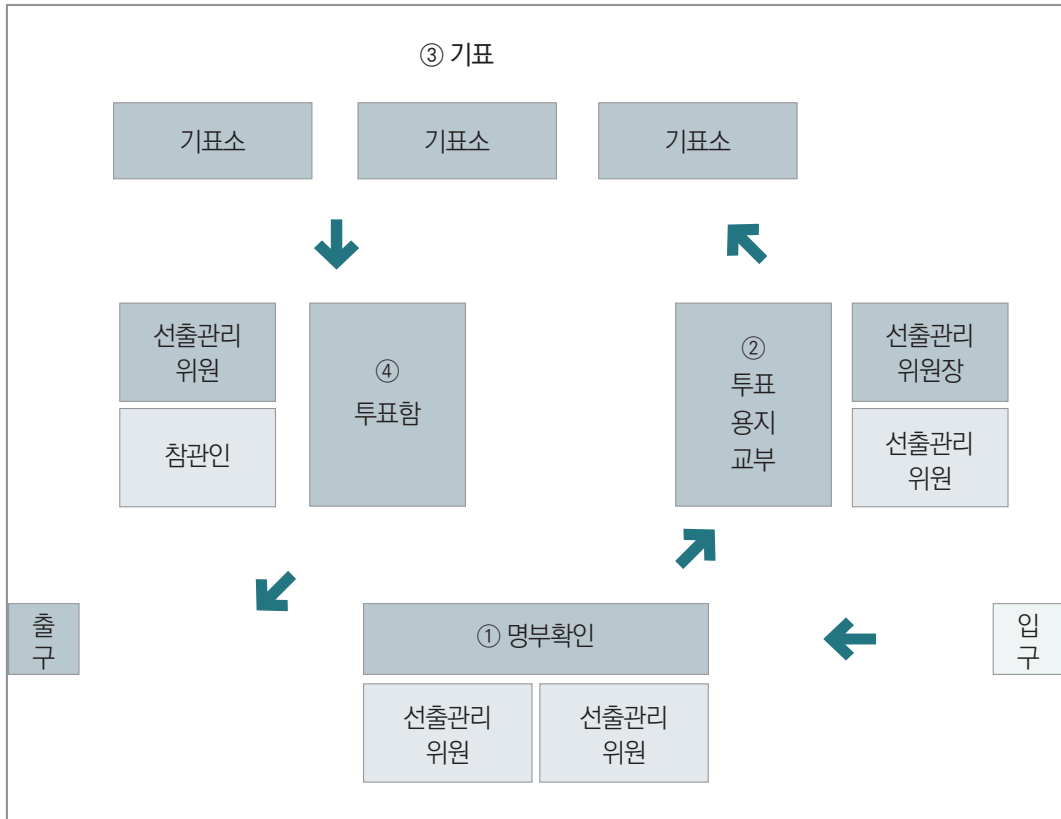 ③ 기표
기표소
기표소
기표소
선출관리
위원
참관인
④
투표함
②
투표
용지
교부
선출관리
위원장
선출관리
위원
출
구
① 명부확인
선출관리
위원
선출관리
위원
입
구